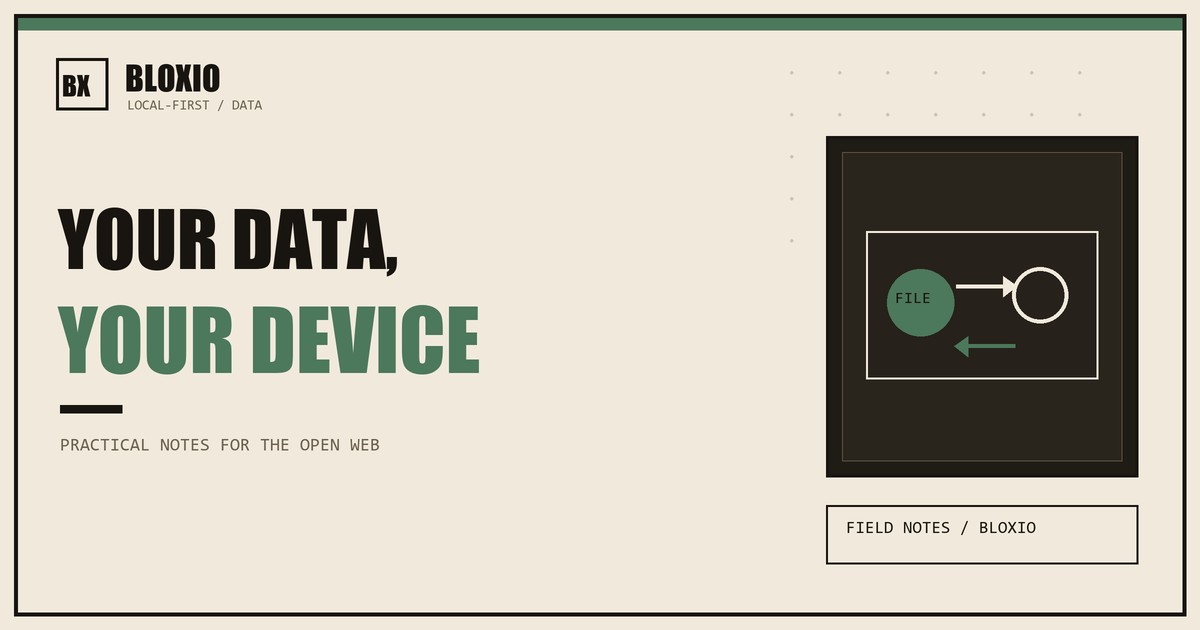 BX
BLOXIO
LOCAL-FIRST / DATA
YOUR DATA,
YOUR DEVICE
PRACTICAL NOTES FOR THE OPEN WEB
FILE
FIELD NOTES / BLOXIO